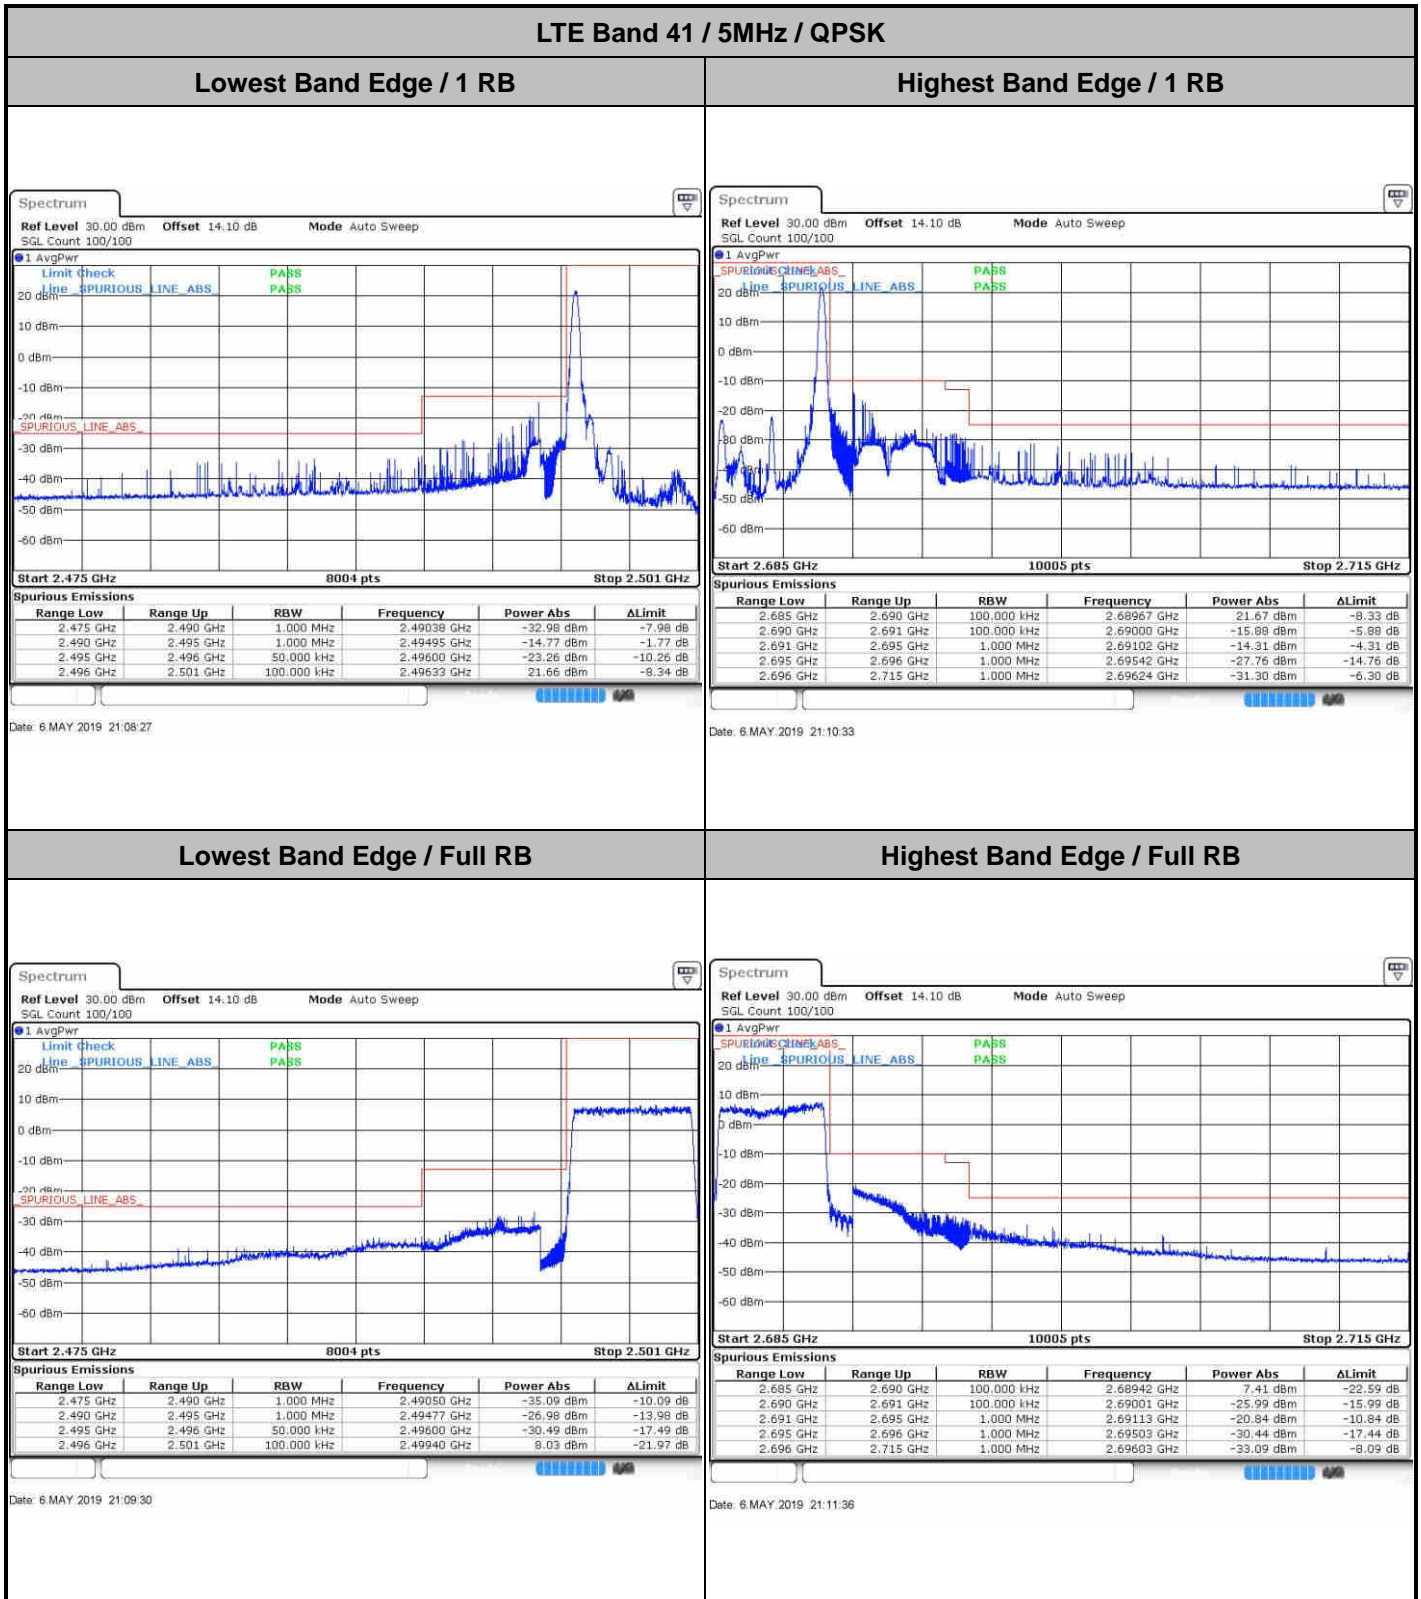 LTE Band 41 / 5MHz / QPSK
Lowest Band Edge / 1 RB
Highest Band Edge / 1 RB
Spectrum
Ref Level 30.00 dBm Offset 14.10 dB Mode Auto Sweep
SGL Count 100/100
1 AvgPwr
Limit Check PASS
Line _SPURIOUS_LINE_ABS_ PASS
20 dBm
10 dBm
0 dBm
-10 dBm
-20 dBm
_SPURIOUS_LINE_ABS_
-30 dBm
-40 dBm
-50 dBm
-60 dBm
Start 2.475 GHz 8004 pts Stop 2.501 GHz
Spurious Emissions
Range Low Range Up RBW Frequency Power Abs ΔLimit
2.475 GHz 2.490 GHz 1.000 MHz 2.49038 GHz -32.98 dBm -7.98 dB
2.490 GHz 2.495 GHz 1.000 MHz 2.49495 GHz -14.77 dBm -1.77 dB
2.495 GHz 2.496 GHz 50.000 kHz 2.49600 GHz -23.26 dBm -10.26 dB
2.496 GHz 2.501 GHz 100.000 kHz 2.49633 GHz 21.66 dBm -8.34 dB
Date: 6.MAY.2019 21:08:27
Spectrum
Ref Level 30.00 dBm Offset 14.10 dB Mode Auto Sweep
SGL Count 100/100
1 AvgPwr
_SPURIOUS_LINE_ABS_
Limit Check PASS
Line _SPURIOUS_LINE_ABS_ PASS
20 dBm
10 dBm
0 dBm
-10 dBm
-20 dBm
-30 dBm
-40 dBm
-50 dBm
-60 dBm
Start 2.685 GHz 10005 pts Stop 2.715 GHz
Spurious Emissions
Range Low Range Up RBW Frequency Power Abs ΔLimit
2.685 GHz 2.690 GHz 100.000 kHz 2.68967 GHz 21.67 dBm -8.33 dB
2.690 GHz 2.691 GHz 100.000 kHz 2.69000 GHz -15.88 dBm -5.88 dB
2.691 GHz 2.695 GHz 1.000 MHz 2.69102 GHz -14.31 dBm -4.31 dB
2.695 GHz 2.696 GHz 1.000 MHz 2.69542 GHz -27.76 dBm -14.76 dB
2.696 GHz 2.715 GHz 1.000 MHz 2.69624 GHz -31.30 dBm -6.30 dB
Date: 6.MAY.2019 21:10:33
Lowest Band Edge / Full RB
Highest Band Edge / Full RB
Spectrum
Ref Level 30.00 dBm Offset 14.10 dB Mode Auto Sweep
SGL Count 100/100
1 AvgPwr
Limit Check PASS
Line _SPURIOUS_LINE_ABS_ PASS
20 dBm
10 dBm
0 dBm
-10 dBm
-20 dBm
_SPURIOUS_LINE_ABS_
-30 dBm
-40 dBm
-50 dBm
-60 dBm
Start 2.475 GHz 8004 pts Stop 2.501 GHz
Spurious Emissions
Range Low Range Up RBW Frequency Power Abs ΔLimit
2.475 GHz 2.490 GHz 1.000 MHz 2.49050 GHz -35.09 dBm -10.09 dB
2.490 GHz 2.495 GHz 1.000 MHz 2.49477 GHz -26.98 dBm -13.98 dB
2.495 GHz 2.496 GHz 50.000 kHz 2.49600 GHz -30.49 dBm -17.49 dB
2.496 GHz 2.501 GHz 100.000 kHz 2.49940 GHz 8.03 dBm -21.97 dB
Date: 6.MAY.2019 21:09:30
Spectrum
Ref Level 30.00 dBm Offset 14.10 dB Mode Auto Sweep
SGL Count 100/100
1 AvgPwr
_SPURIOUS_LINE_ABS_
Limit Check PASS
Line _SPURIOUS_LINE_ABS_ PASS
20 dBm
10 dBm
0 dBm
-10 dBm
-20 dBm
-30 dBm
-40 dBm
-50 dBm
-60 dBm
Start 2.685 GHz 10005 pts Stop 2.715 GHz
Spurious Emissions
Range Low Range Up RBW Frequency Power Abs ΔLimit
2.685 GHz 2.690 GHz 100.000 kHz 2.68942 GHz 7.41 dBm -22.59 dB
2.690 GHz 2.691 GHz 100.000 kHz 2.69001 GHz -25.99 dBm -15.99 dB
2.691 GHz 2.695 GHz 1.000 MHz 2.69113 GHz -20.84 dBm -10.84 dB
2.695 GHz 2.696 GHz 1.000 MHz 2.69503 GHz -30.44 dBm -17.44 dB
2.696 GHz 2.715 GHz 1.000 MHz 2.69603 GHz -33.09 dBm -8.09 dB
Date: 6.MAY.2019 21:11:36